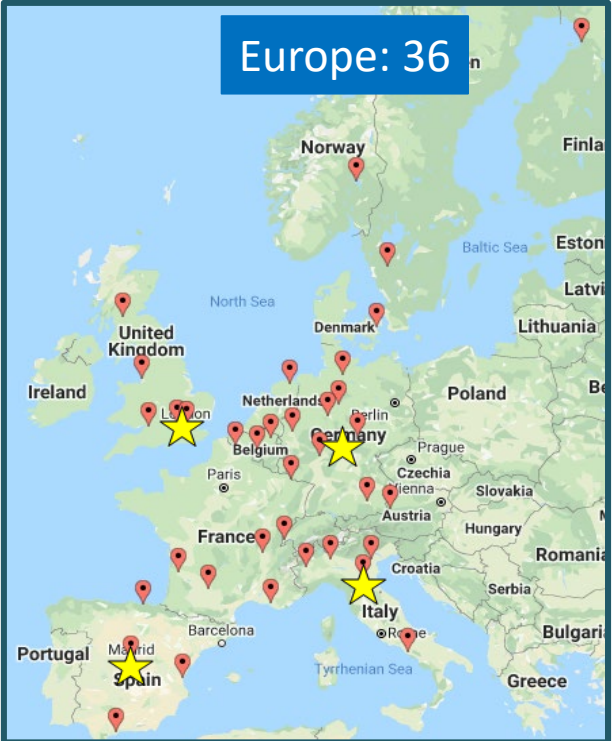 Europe: 36
en
Norway
Finla
Baltic Sea
Eston
Latvi
North Sea
Denmark
Lithuania
United
Kingdom
Ireland
Netherlands
Be
Poland
Berlin
London
Germany
Belgium
Prague
Paris
Czechia
Vienna
Slovakia
Austria
France
Hungary
Romania
Croatia
Serbia
Italy
Barcelona
Rome
Bulgaria
Portugal
Madrid
Spain
Tyrrhenian Sea
Greece